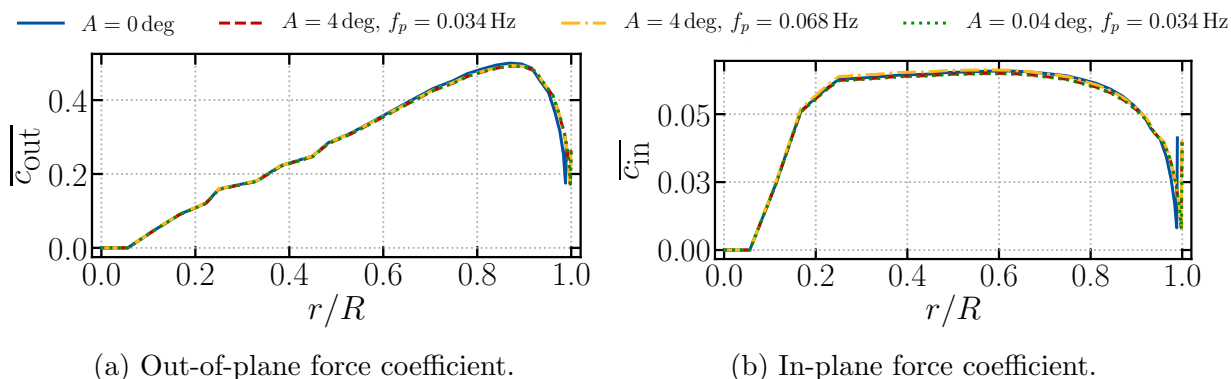 A = 0 deg A = 4 deg, f_p = 0.034 Hz A = 4 deg, f_p = 0.068 Hz A = 0.04 deg, f_p = 0.034 Hz
c_out
0.4
0.2
0.0
0.0 0.2 0.4 0.6 0.8 1.0
r/R
(a) Out-of-plane force coefficient.
c_in
0.05
0.03
0.00
0.0 0.2 0.4 0.6 0.8 1.0
r/R
(b) In-plane force coefficient.